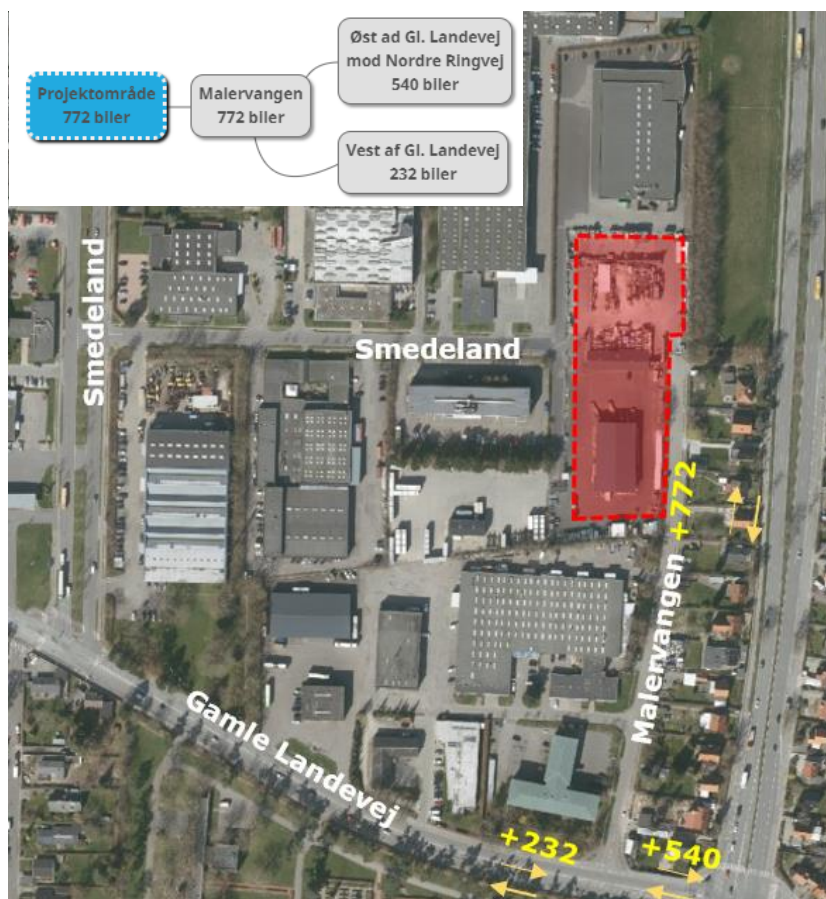 Øst ad Gl. Landevej
mod Nordre Ringvej
540 biler
Projektområde
772 biler
Malervangen
772 biler
Vest af Gl. Landevej
232 biler
Smedeland
Smedeland
Malervangen +772
Gamle Landevej
+232
+540